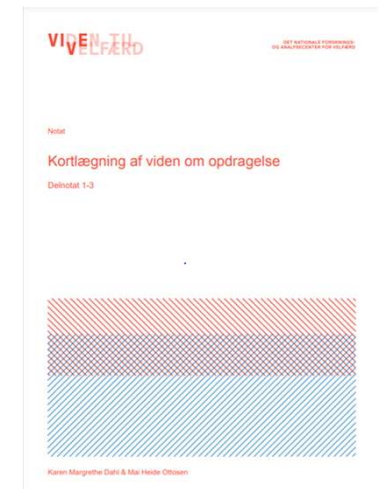 VIDEN TIL
VELFÆRD
DET NATIONALE FORSKNINGS-
OG ANALYSECENTER FOR VELFÆRD
Notat
Kortlægning af viden om opdragelse
Delnotat 1-3
Karen Margrethe Dahl & Mai Heide Ottosen